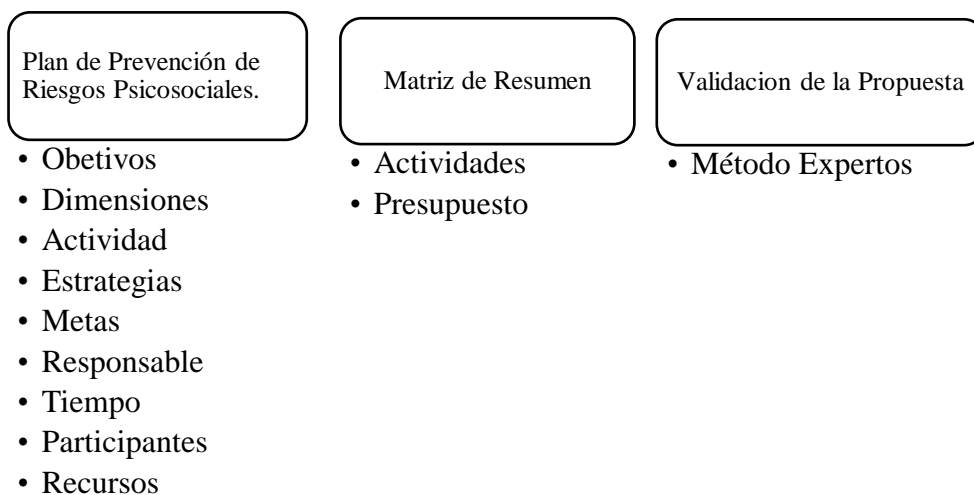 Plan de Prevención de
Riesgos Psicosociales.
• Obetivos
• Dimensiones
• Actividad
• Estrategias
• Metas
• Responsable
• Tiempo
• Participantes
• Recursos
Matriz de Resumen
• Actividades
• Presupuesto
Validacion de la Propuesta
• Método Expertos